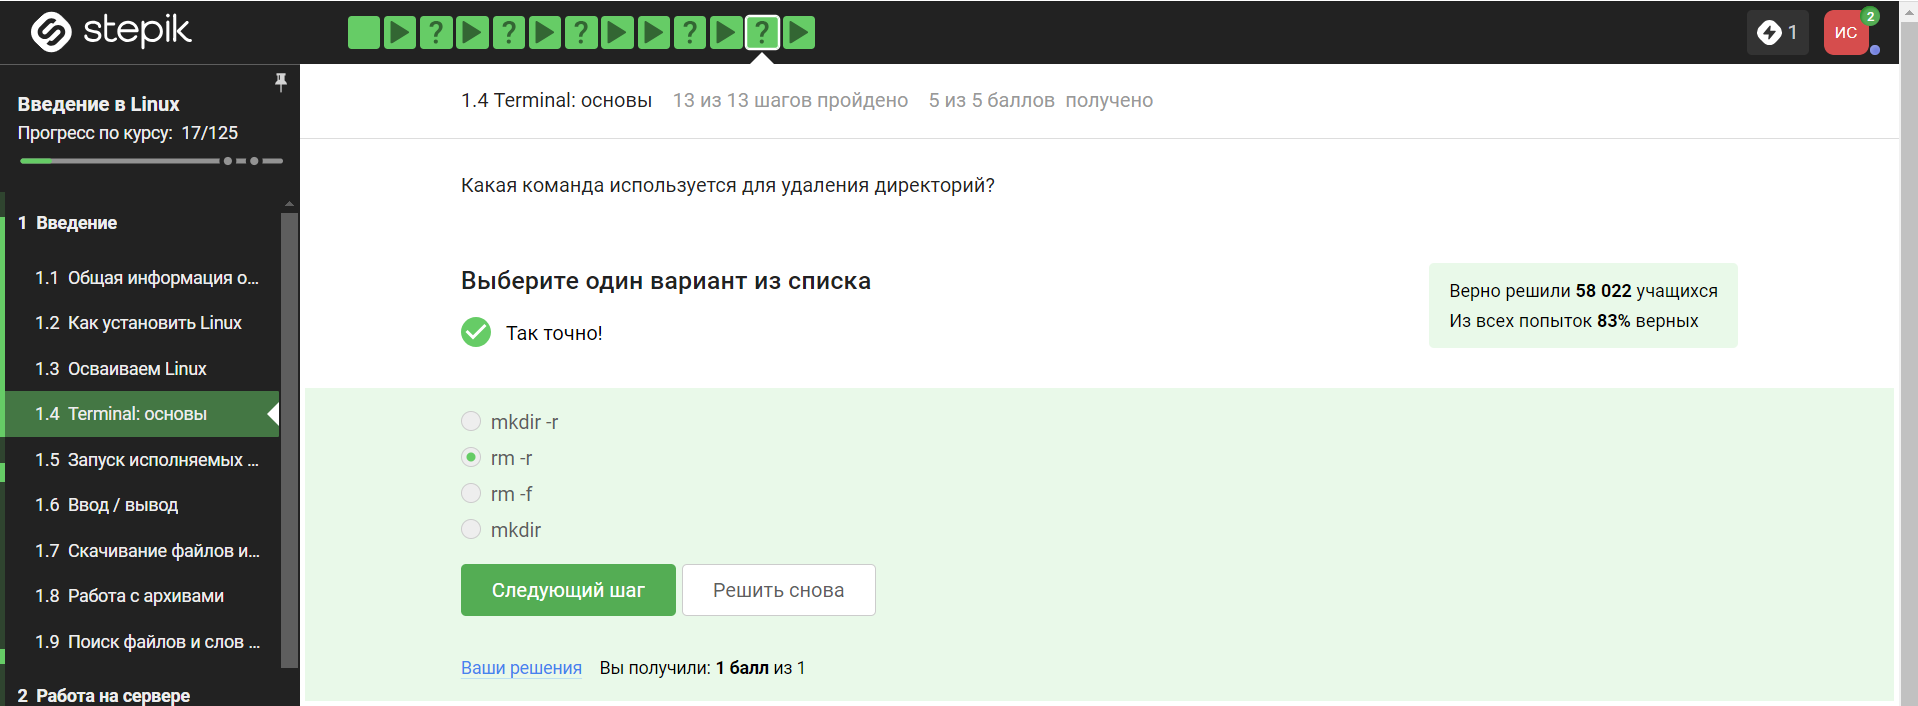 stepik
? ? ? ? ?
1
ИС
2
Введение в Linux
Прогресс по курсу: 17/125
1 Введение
1.1 Общая информация о...
1.2 Как установить Linux
1.3 Осваиваем Linux
1.4 Terminal: основы
1.5 Запуск исполняемых ...
1.6 Ввод / вывод
1.7 Скачивание файлов и...
1.8 Работа с архивами
1.9 Поиск файлов и слов ...
2 Работа на сервере
1.4 Terminal: основы 13 из 13 шагов пройдено 5 из 5 баллов получено
Какая команда используется для удаления директорий?
Выберите один вариант из списка
Так точно!
Верно решили 58 022 учащихся
Из всех попыток 83% верных
mkdir -r
rm -r
rm -f
mkdir
Следующий шаг Решить снова
Ваши решения Вы получили: 1 балл из 1